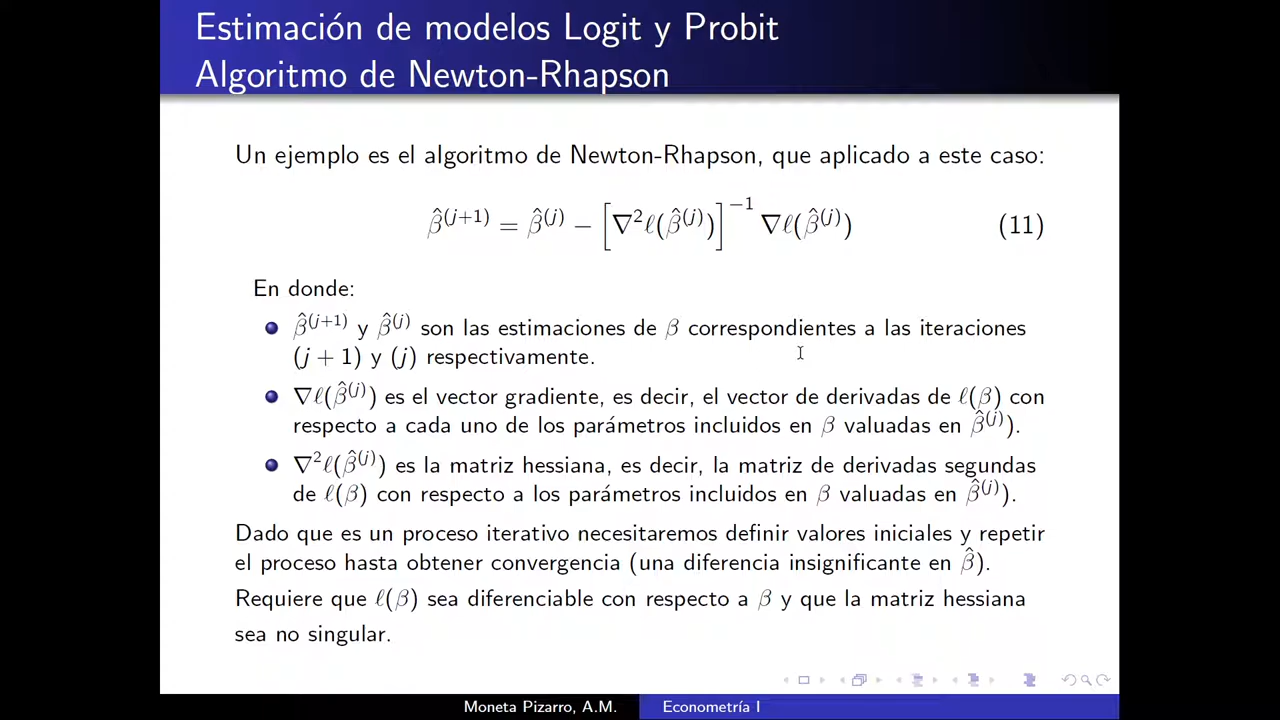 Estimación de modelos Logit y Probit
Algoritmo de Newton-Rhapson
Un ejemplo es el algoritmo de Newton-Rhapson, que aplicado a este caso:
β̂^(j+1) = β̂^(j) − [∇²ℓ(β̂^(j))]^−1 ∇ℓ(β̂^(j)) (11)
En donde:
β̂^(j+1) y β̂^(j) son las estimaciones de β correspondientes a las iteraciones
(j + 1) y (j) respectivamente.
∇ℓ(β̂^(j)) es el vector gradiente, es decir, el vector de derivadas de ℓ(β) con
respecto a cada uno de los parámetros incluidos en β valuadas en β̂^(j)).
∇²ℓ(β̂^(j)) es la matriz hessiana, es decir, la matriz de derivadas segundas
de ℓ(β) con respecto a los parámetros incluidos en β valuadas en β̂^(j)).
Dado que es un proceso iterativo necesitaremos definir valores iniciales y repetir
el proceso hasta obtener convergencia (una diferencia insignificante en β̂).
Requiere que ℓ(β) sea diferenciable con respecto a β y que la matriz hessiana
sea no singular.
Moneta Pizarro, A.M. Econometría I